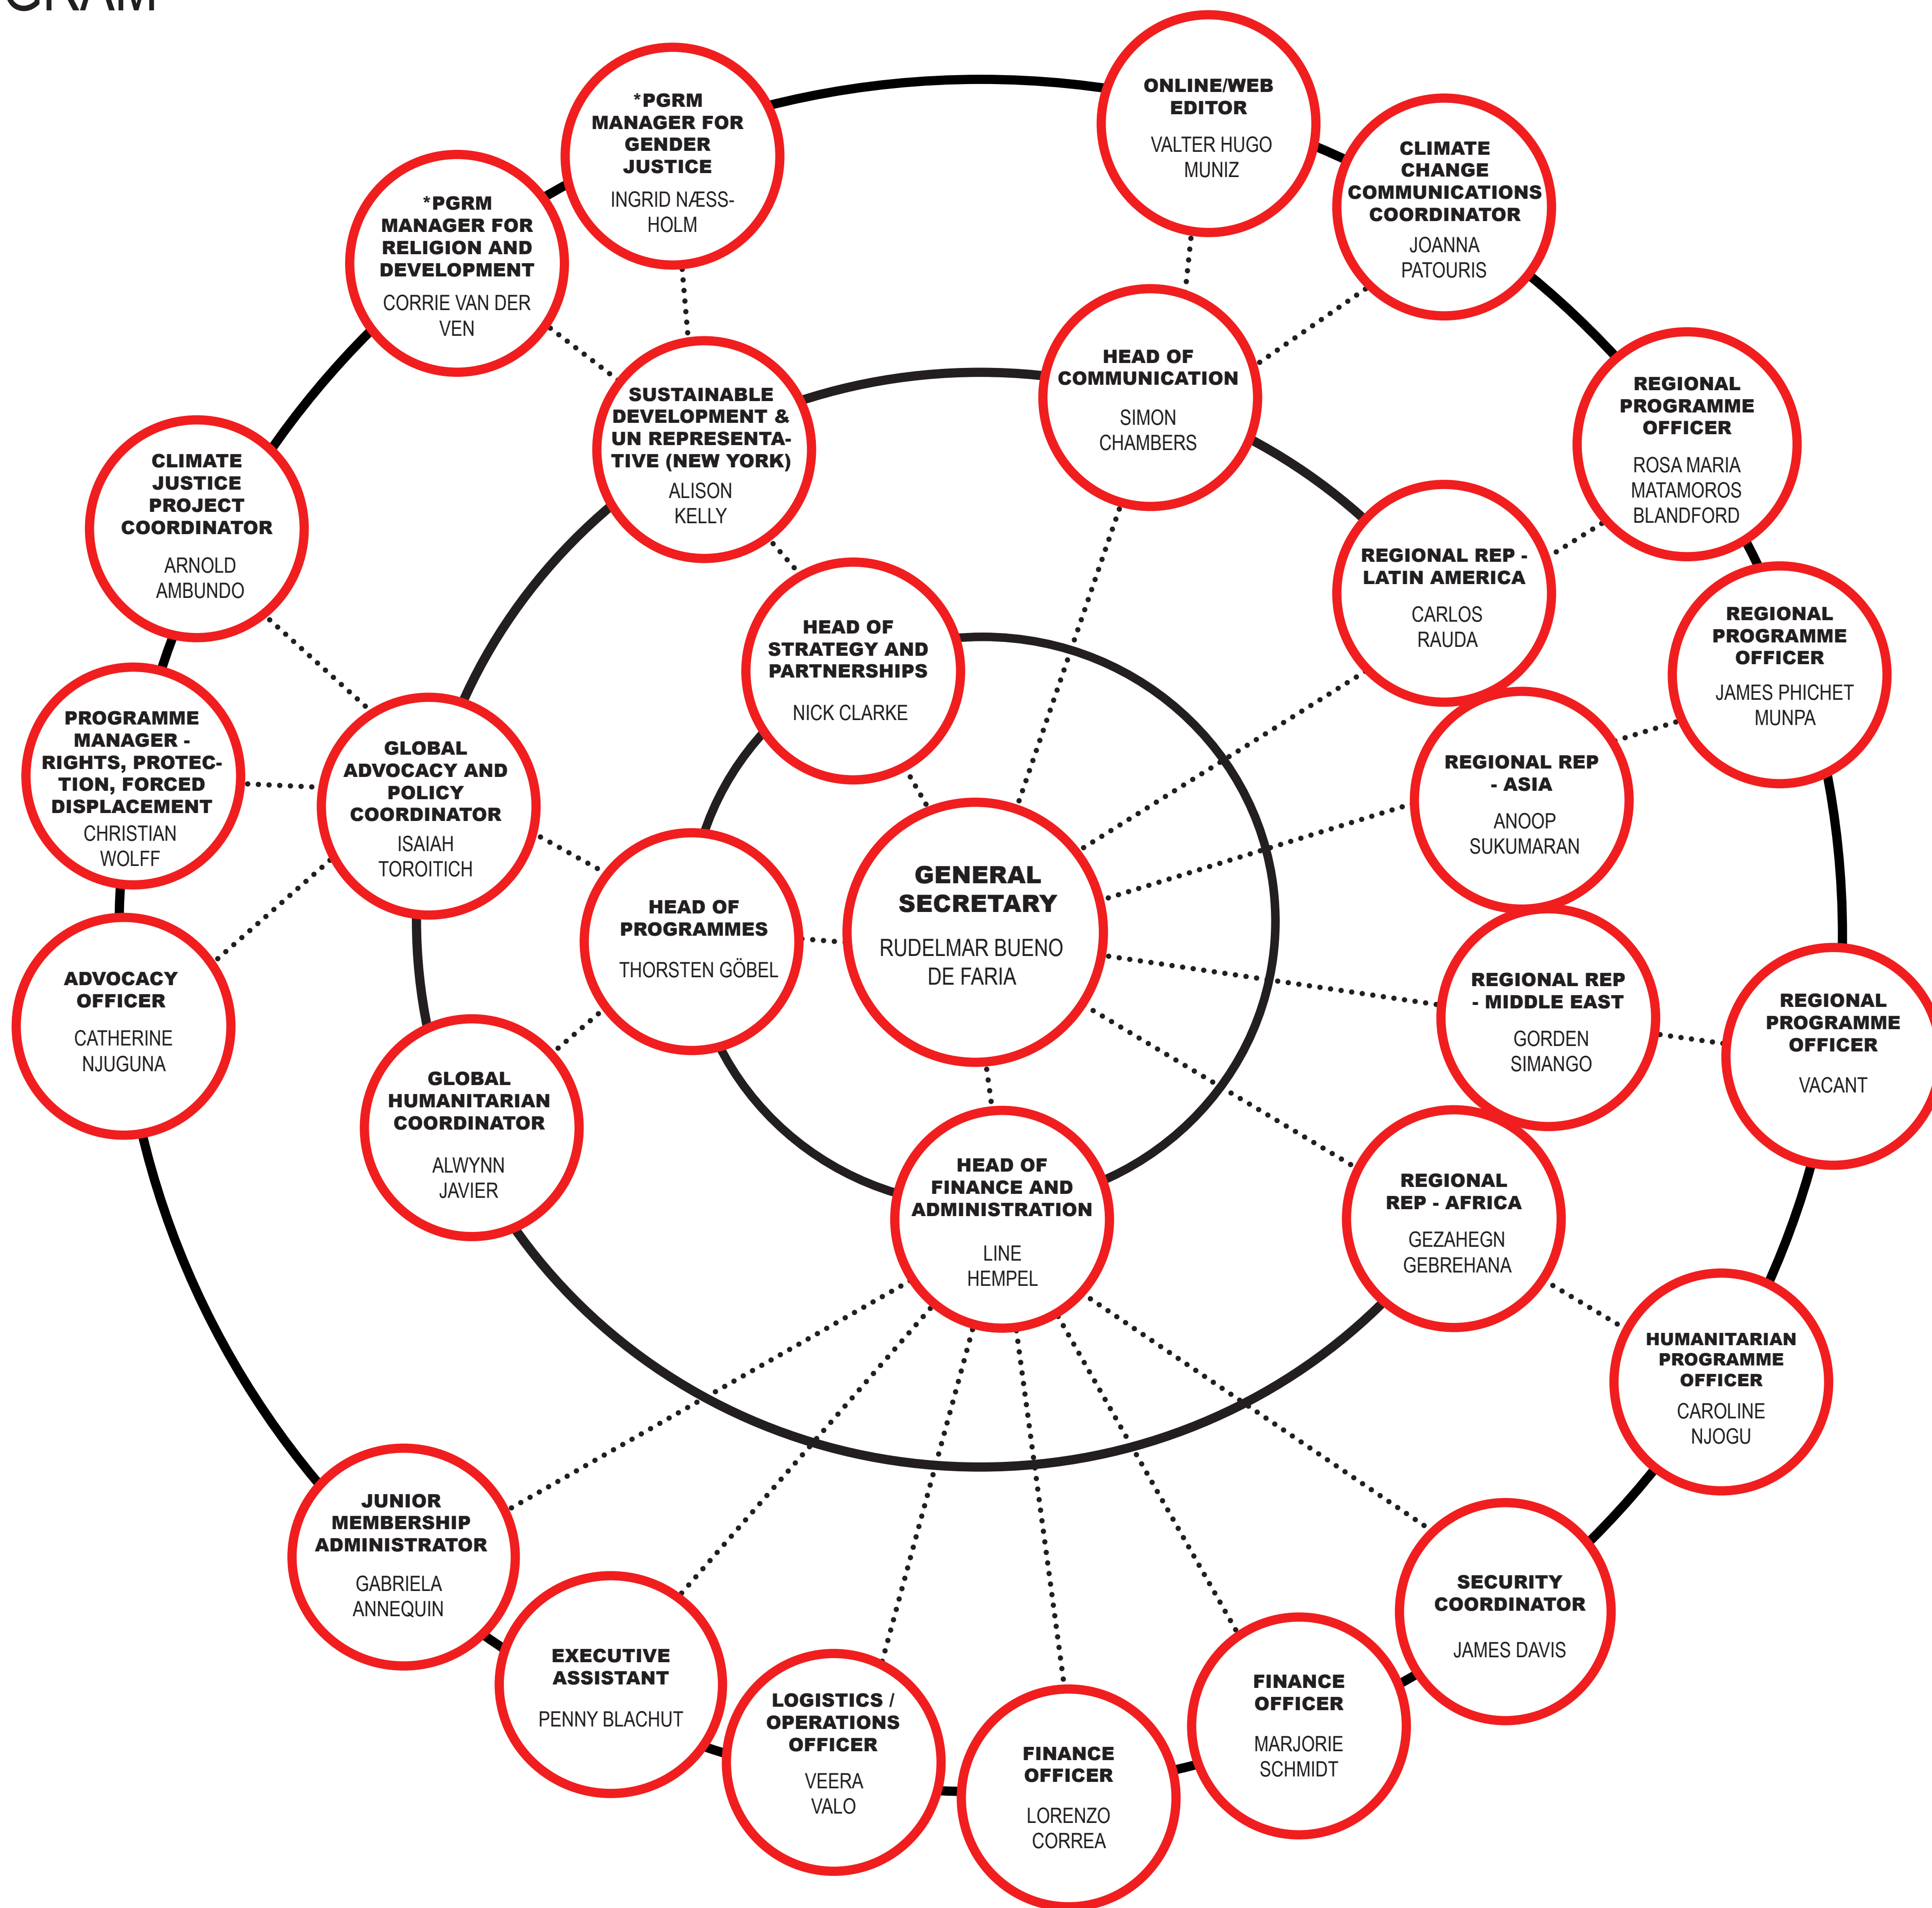 GRAM
*PGRM
MANAGER FOR
GENDER
JUSTICE
INGRID NÆSS-
HOLM
ONLINE/WEB
EDITOR
VALTER HUGO
MUNIZ
CLIMATE
CHANGE
COMMUNICATIONS
COORDINATOR
JOANNA
PATOURIS
*PGRM
MANAGER FOR
RELIGION AND
DEVELOPMENT
CORRIE VAN DER
VEN
HEAD OF
COMMUNICATION
SIMON
CHAMBERS
SUSTAINABLE
DEVELOPMENT &
UN REPRESENTA-
TIVE (NEW YORK)
ALISON
KELLY
REGIONAL
PROGRAMME
OFFICER
ROSA MARIA
MATAMOROS
BLANDFORD
CLIMATE
JUSTICE
PROJECT
COORDINATOR
ARNOLD
AMBUNDO
REGIONAL REP -
LATIN AMERICA
CARLOS
RAUDA
HEAD OF
STRATEGY AND
PARTNERSHIPS
NICK CLARKE
REGIONAL
PROGRAMME
OFFICER
JAMES PHICHET
MUNPA
PROGRAMME
MANAGER -
RIGHTS, PROTEC-
TION, FORCED
DISPLACEMENT
CHRISTIAN
WOLFF
GLOBAL
ADVOCACY AND
POLICY
COORDINATOR
ISAIAH
TOROITICH
REGIONAL REP
- ASIA
ANOOP
SUKUMARAN
HEAD OF
PROGRAMMES
THORSTEN GÖBEL
GENERAL
SECRETARY
RUDELMAR BUENO
DE FARIA
ADVOCACY
OFFICER
CATHERINE
NJUGUNA
REGIONAL REP
- MIDDLE EAST
GORDEN
SIMANGO
REGIONAL
PROGRAMME
OFFICER
VACANT
GLOBAL
HUMANITARIAN
COORDINATOR
ALWYNN
JAVIER
HEAD OF
FINANCE AND
ADMINISTRATION
LINE
HEMPEL
REGIONAL
REP - AFRICA
GEZAHEGN
GEBREHANA
HUMANITARIAN
PROGRAMME
OFFICER
CAROLINE
NJOGU
JUNIOR
MEMBERSHIP
ADMINISTRATOR
GABRIELA
ANNEQUIN
SECURITY
COORDINATOR
JAMES DAVIS
EXECUTIVE
ASSISTANT
PENNY BLACHUT
LOGISTICS /
OPERATIONS
OFFICER
VEERA
VALO
FINANCE
OFFICER
MARJORIE
SCHMIDT
FINANCE
OFFICER
LORENZO
CORREA